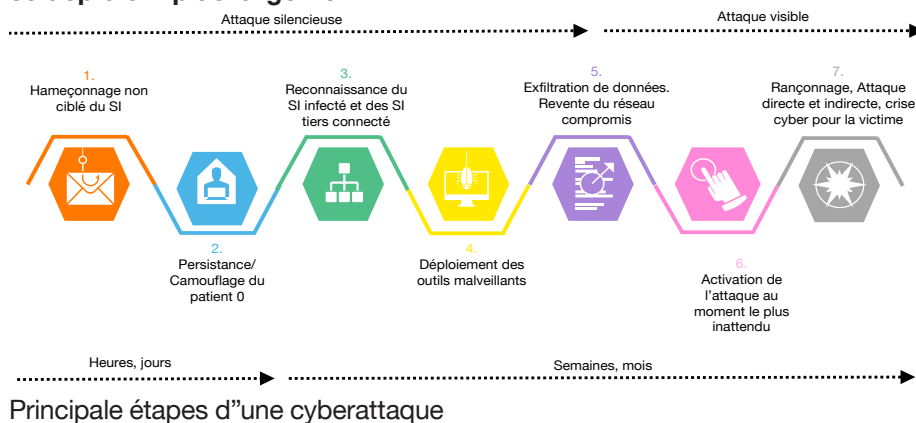 Attaque silencieuse
Attaque visible
1.
Hameçonnage non
ciblé du SI
3.
Reconnaissance du
SI infecté et des SI
tiers connecté
5.
Exfiltration de données.
Revente du réseau
compromis
7.
Rançonnage, Attaque
directe et indirecte, crise
cyber pour la victime
2.
Persistance/
Camouflage du
patient 0
4.
Déploiement des
outils malveillants
6.
Activation de
l'attaque au
moment le plus
inattendu
Heures, jours
Semaines, mois
Principale étapes d"une cyberattaque